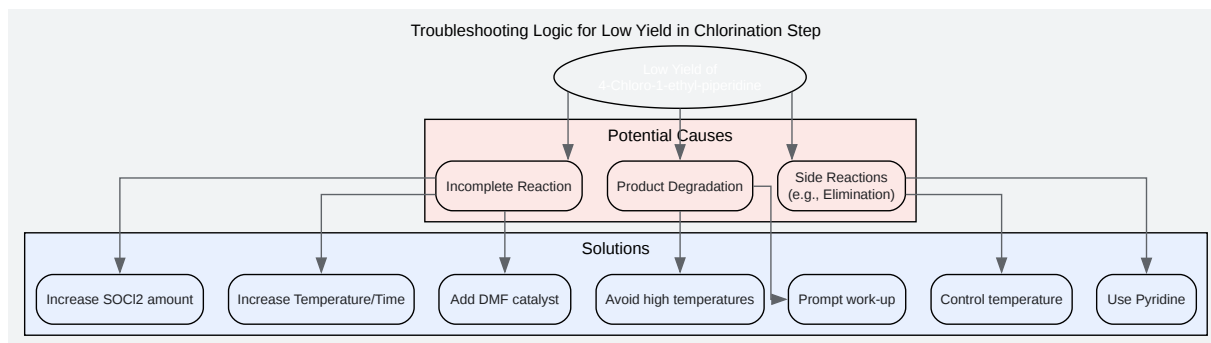 Troubleshooting Logic for Low Yield in Chlorination Step
Low Yield of
4-Chloro-1-ethyl-piperidine
Potential Causes
Incomplete Reaction
Product Degradation
Side Reactions
(e.g., Elimination)
Solutions
Increase SOCl2 amount
Increase Temperature/Time
Add DMF catalyst
Avoid high temperatures
Prompt work-up
Control temperature
Use Pyridine